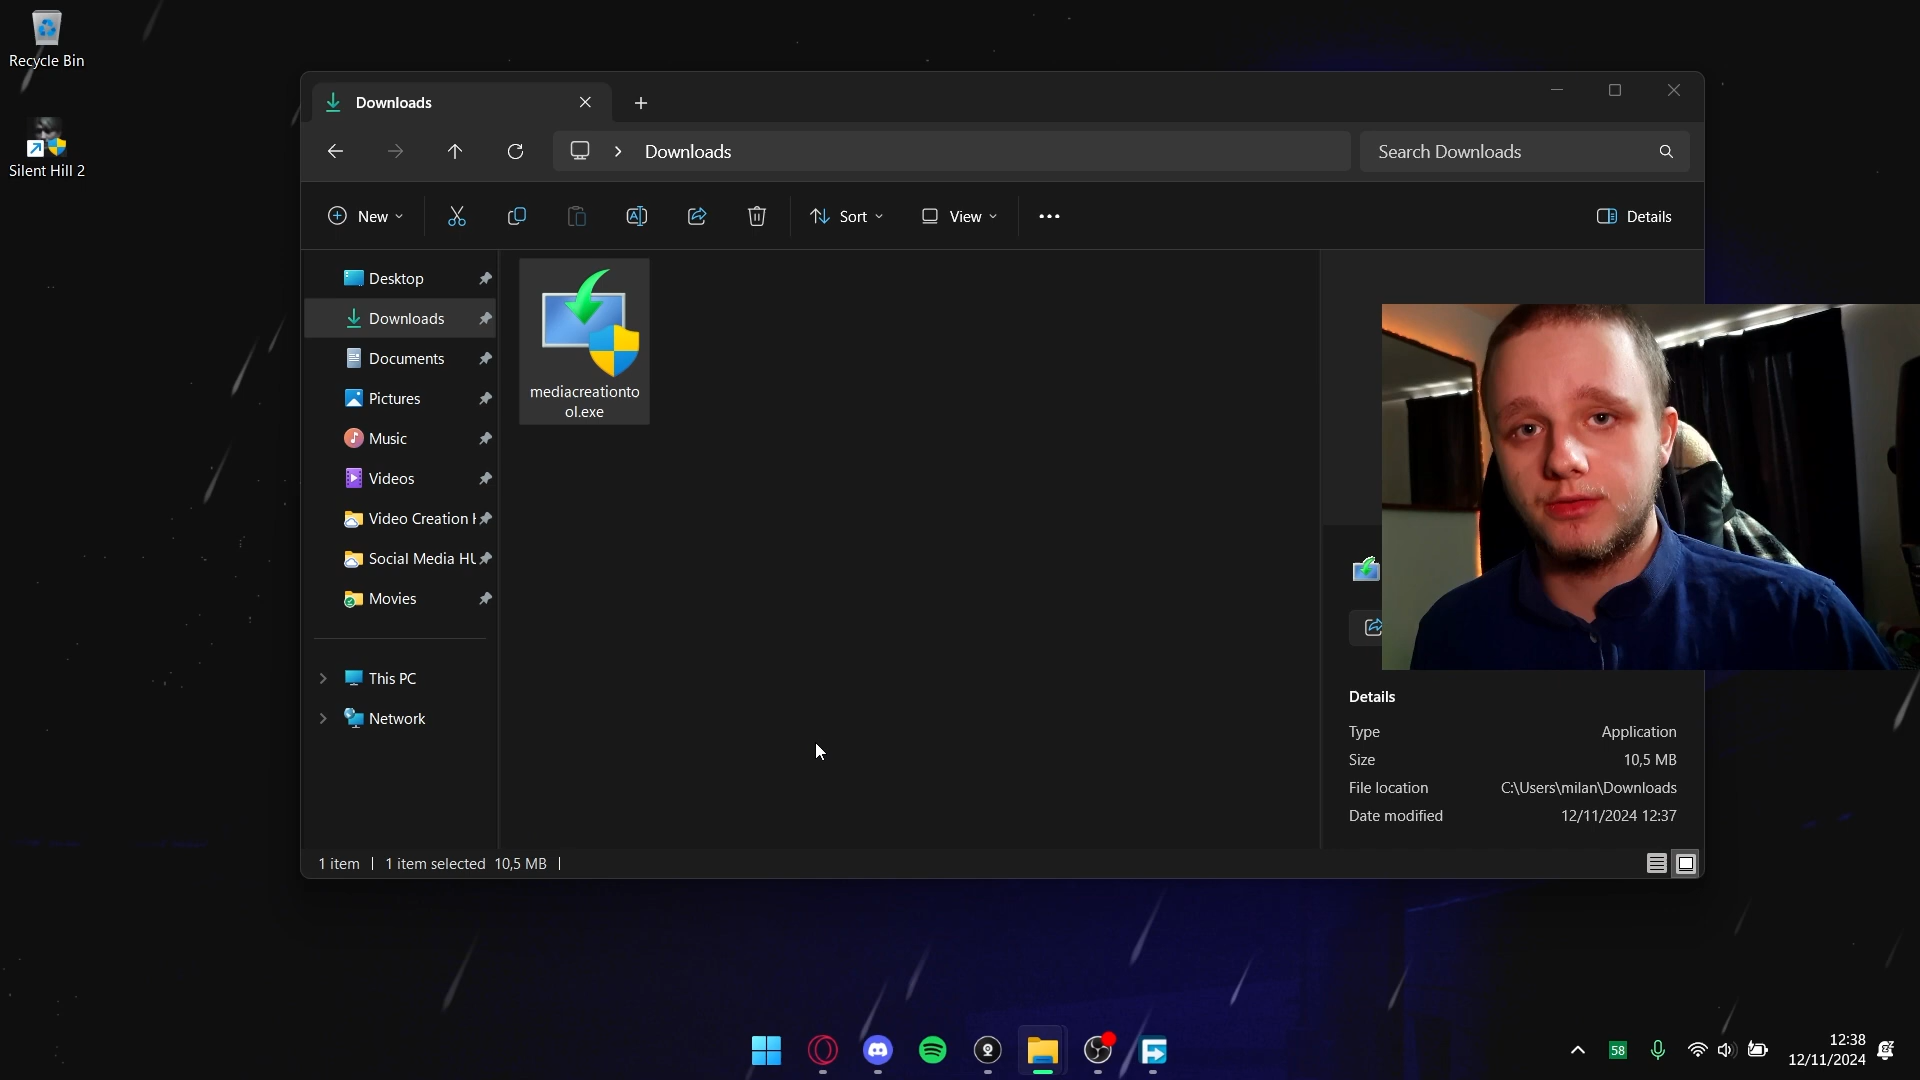 Recycle Bin
Silent Hill 2
Downloads
Downloads
Search Downloads
New
Sort
View
Details
Desktop
Downloads
Documents
Pictures
Music
Videos
Video Creation
Social Media HU
Movies
This PC
Network
mediacreationto
ol.exe
Details
Type Application
Size 10,5 MB
File location C:\Users\milan\Downloads
Date modified 12/11/2024 12:37
1 item 1 item selected 10,5 MB
58
12:38
12/11/2024